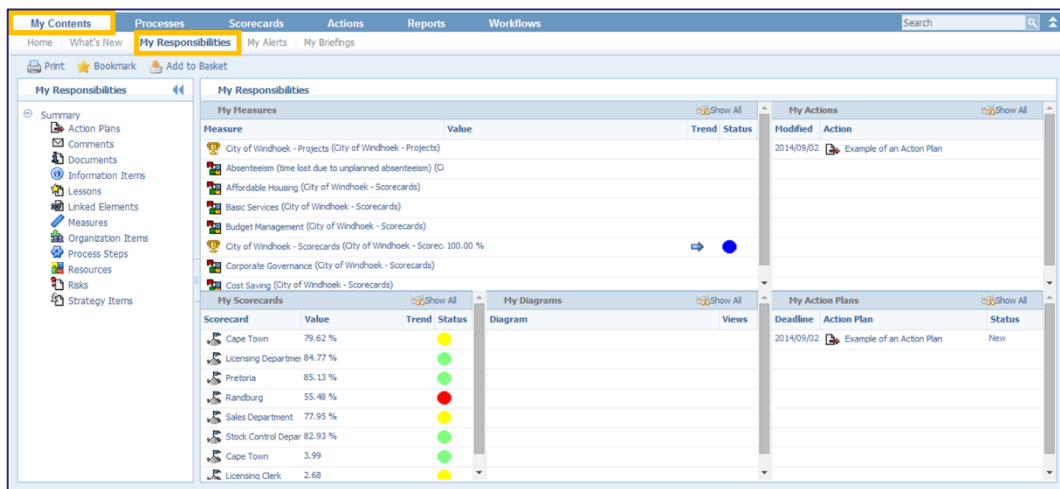 My Contents Processes Scorecards Actions Reports Workflows Search
Home What's New My Responsibilities My Alerts My Briefings
Print Bookmark Add to Basket
My Responsibilities
Summary
Action Plans
Comments
Documents
Information Items
Lessons
Linked Elements
Measures
Organization Items
Process Steps
Resources
Risks
Strategy Items
My Responsibilities
My Measures Show All
Measure Value Trend Status
City of Windhoek - Projects (City of Windhoek - Projects)
Absenteeism (time lost due to unplanned absenteeism) (Ci
Affordable Housing (City of Windhoek - Scorecards)
Basic Services (City of Windhoek - Scorecards)
Budget Management (City of Windhoek - Scorecards)
City of Windhoek - Scorecards (City of Windhoek - Scorec 100.00 %
Corporate Governance (City of Windhoek - Scorecards)
Cost Saving (City of Windhoek - Scorecards)
My Actions Show All
Modified Action
2014/09/02 Example of an Action Plan
My Scorecards Show All
Scorecard Value Trend Status
Cape Town 79.62 %
Licensing Departmer 84.77 %
Pretoria 85.13 %
Randburg 55.48 %
Sales Department 77.95 %
Stock Control Depar 82.93 %
Cape Town 3.99
Licensing Clerk 2.68
My Diagrams Show All
Diagram Views
My Action Plans Show All
Deadline Action Plan Status
2014/09/02 Example of an Action Plan New